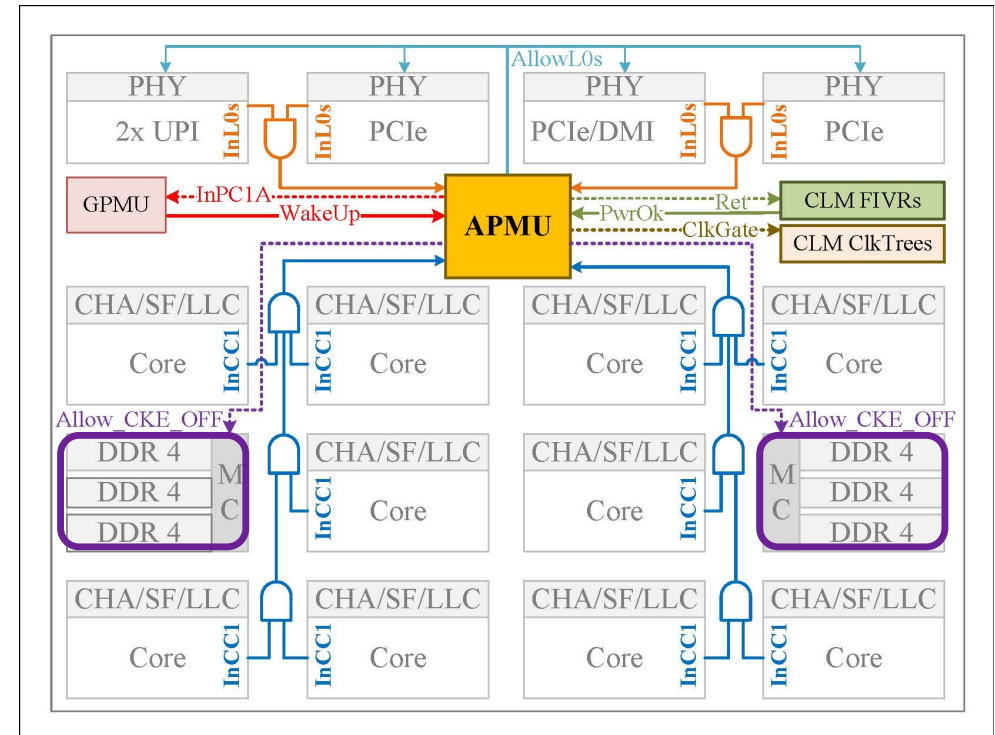 AllowL0s
PHY
PHY
PHY
PHY
2x UPI
InL0s
InL0s
PCIe
PCIe/DMI
InL0s
InL0s
PCIe
GPMU
InPC1A
WakeUp
APMU
Ret
PwrOk
ClkGate
CLM FIVRs
CLM ClkTrees
CHA/SF/LLC
CHA/SF/LLC
CHA/SF/LLC
CHA/SF/LLC
Core
InCC1
InCC1
Core
Core
InCC1
InCC1
Core
Allow_CKE_OFF
Allow_CKE_OFF
DDR 4
DDR 4
DDR 4
MC
CHA/SF/LLC
InCC1
Core
CHA/SF/LLC
Core
InCC1
MC
DDR 4
DDR 4
DDR 4
CHA/SF/LLC
CHA/SF/LLC
CHA/SF/LLC
CHA/SF/LLC
Core
InCC1
InCC1
Core
Core
InCC1
InCC1
Core